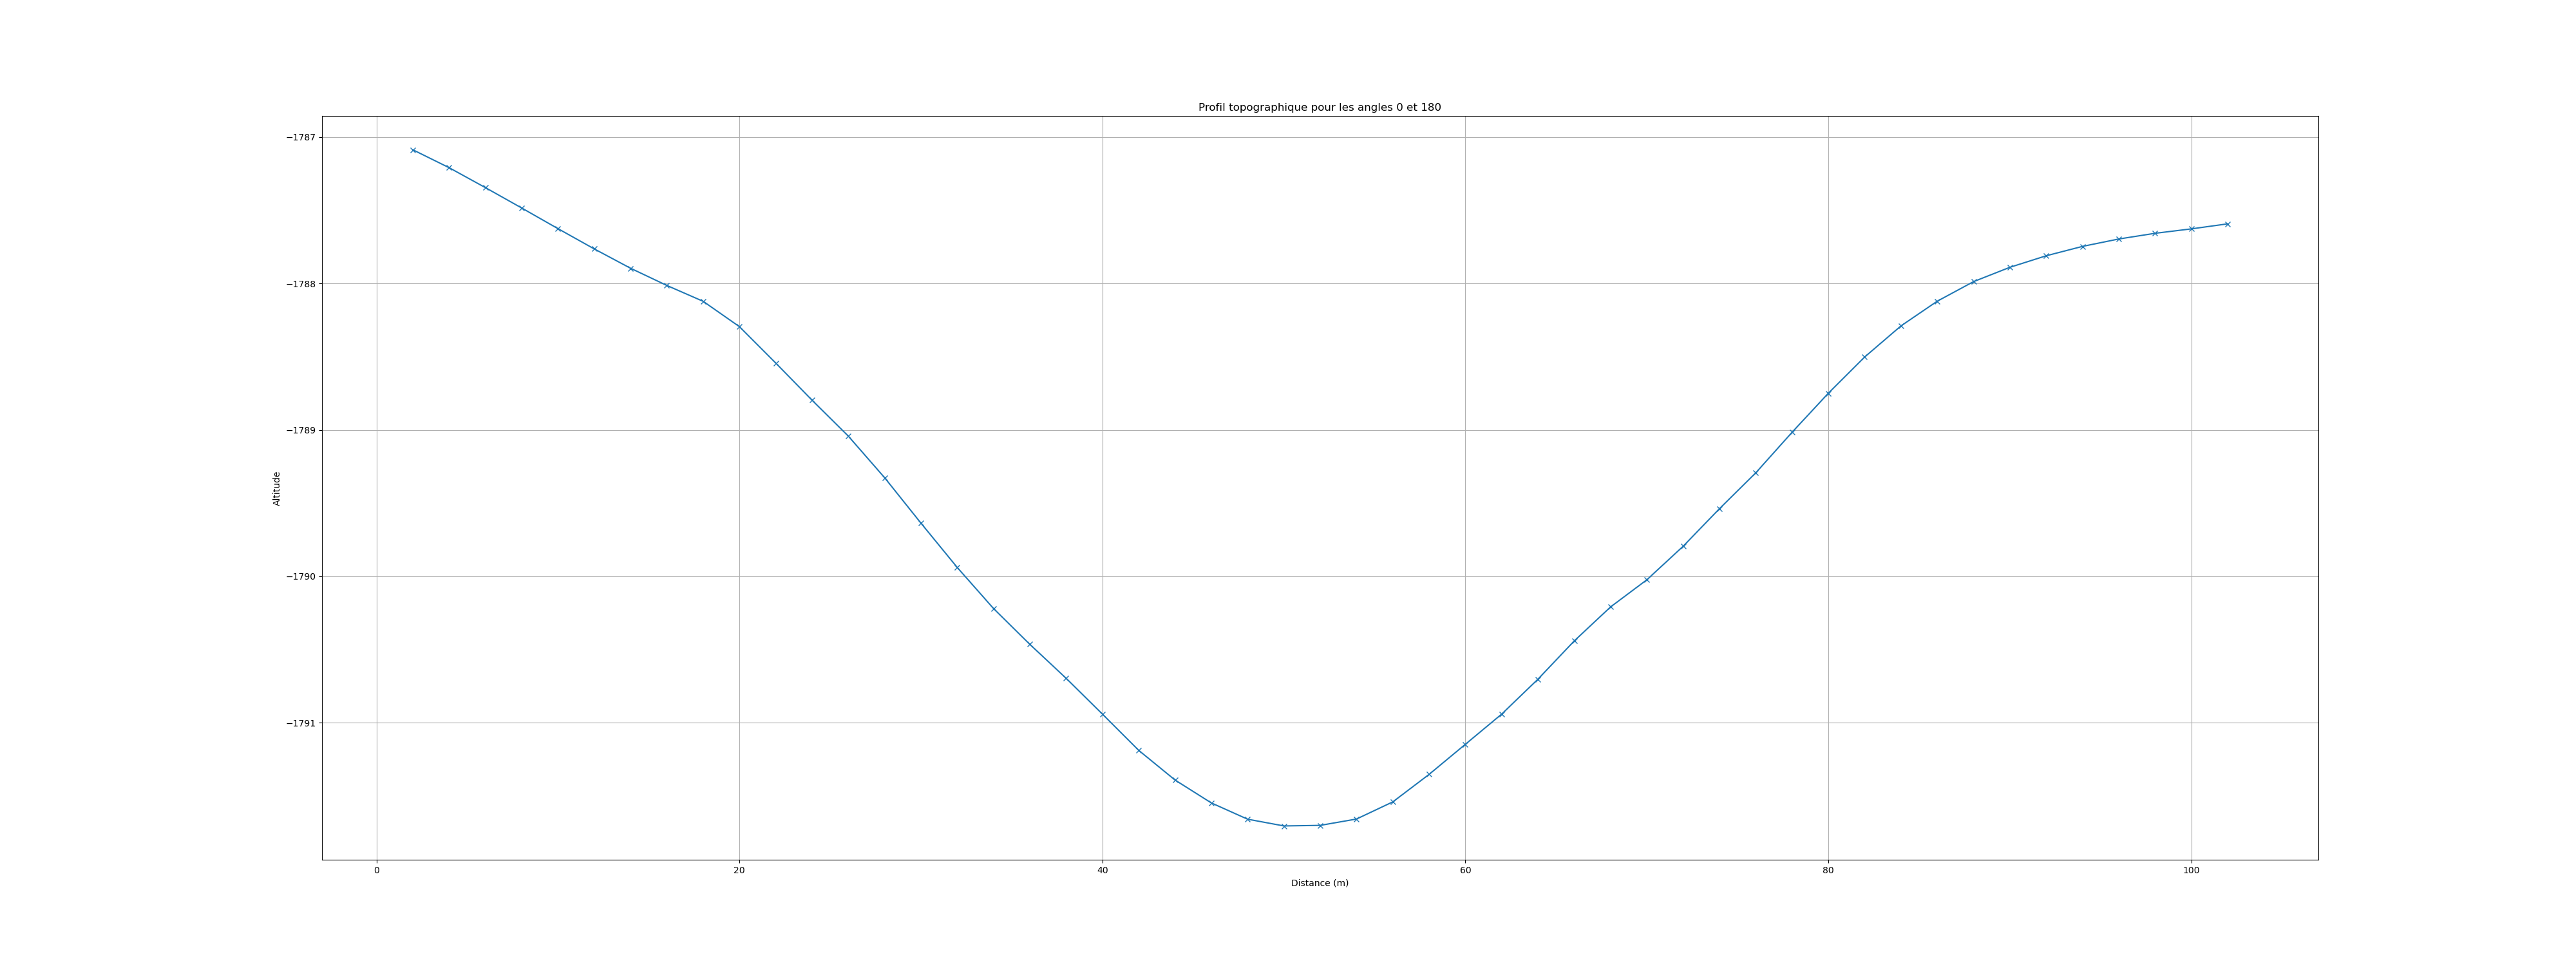 Profil topographique pour les angles 0 et 180
−1787
−1788
−1789
−1790
−1791
Altitude
0 20 40 60 80 100
Distance (m)